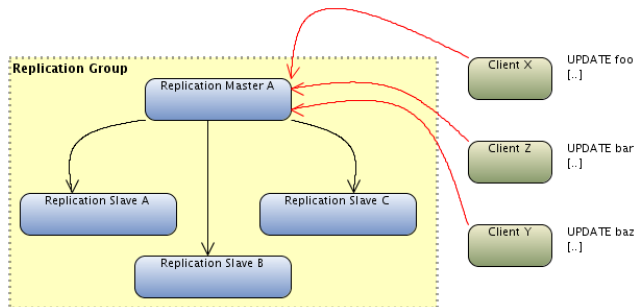 Replication Group
Replication Master A
Replication Slave A
Replication Slave C
Replication Slave B
Client X
UPDATE foo
[..]
Client Z
UPDATE bar
[..]
Client Y
UPDATE baz
[..]